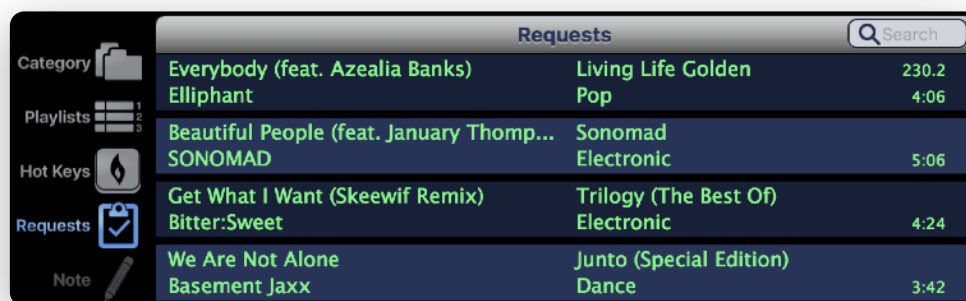 Requests
Search
Category
Playlists
1
2
3
Hot Keys
Requests
Note
Everybody (feat. Azealia Banks) Living Life Golden 230.2
Elliphant Pop 4:06
Beautiful People (feat. January Thomp... Sonomad
SONOMAD Electronic 5:06
Get What I Want (Skeewif Remix) Trilogy (The Best Of)
Bitter:Sweet Electronic 4:24
We Are Not Alone Junto (Special Edition)
Basement Jaxx Dance 3:42